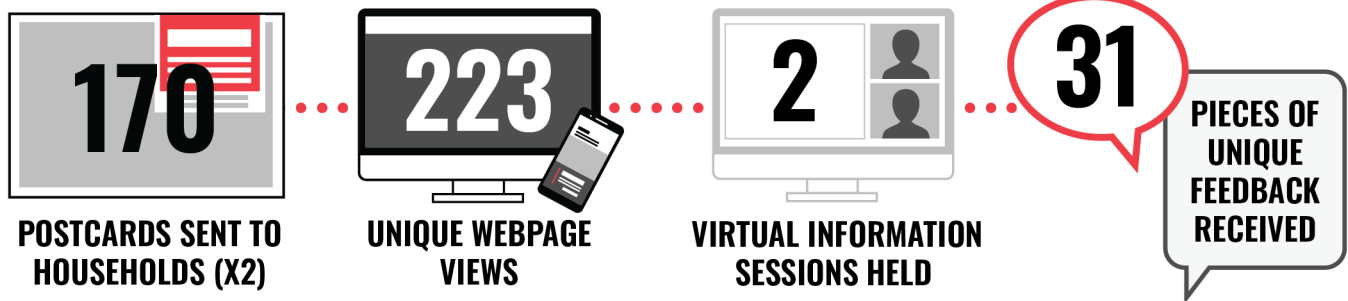 170
POSTCARDS SENT TO
HOUSEHOLDS (X2)
223
UNIQUE WEBPAGE
VIEWS
2
VIRTUAL INFORMATION
SESSIONS HELD
31
PIECES OF
UNIQUE
FEEDBACK
RECEIVED